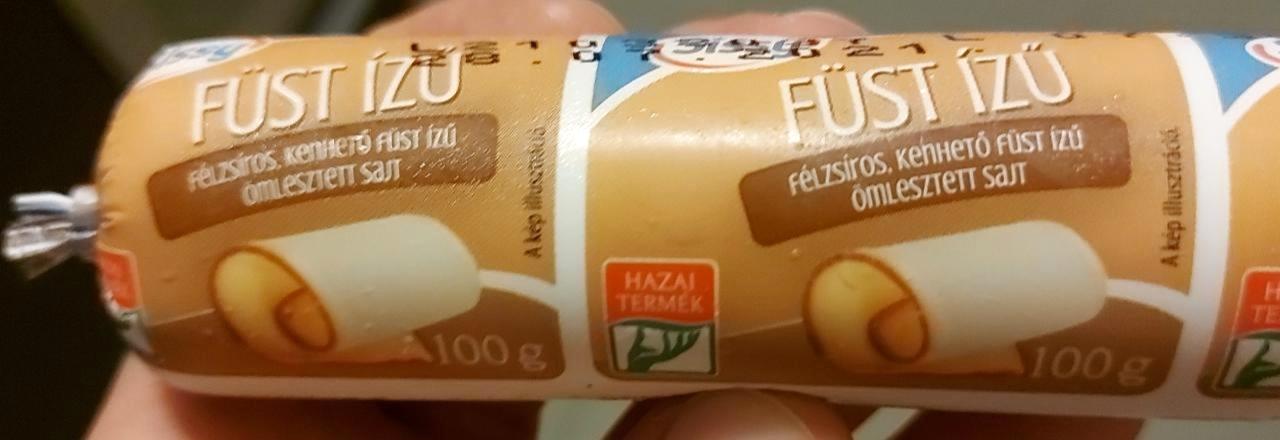 FÜST ÍZŰ
FÉLZSÍROS, KENHETŐ FÜST ÍZŰ
ÖMLESZTETT SAJT
A kép illusztráció.
100 g
HAZAI
TERMÉK
FÜST ÍZŰ
FÉLZSÍROS, KENHETŐ FÜST ÍZŰ
ÖMLESZTETT SAJT
A kép illusztráció.
100 g